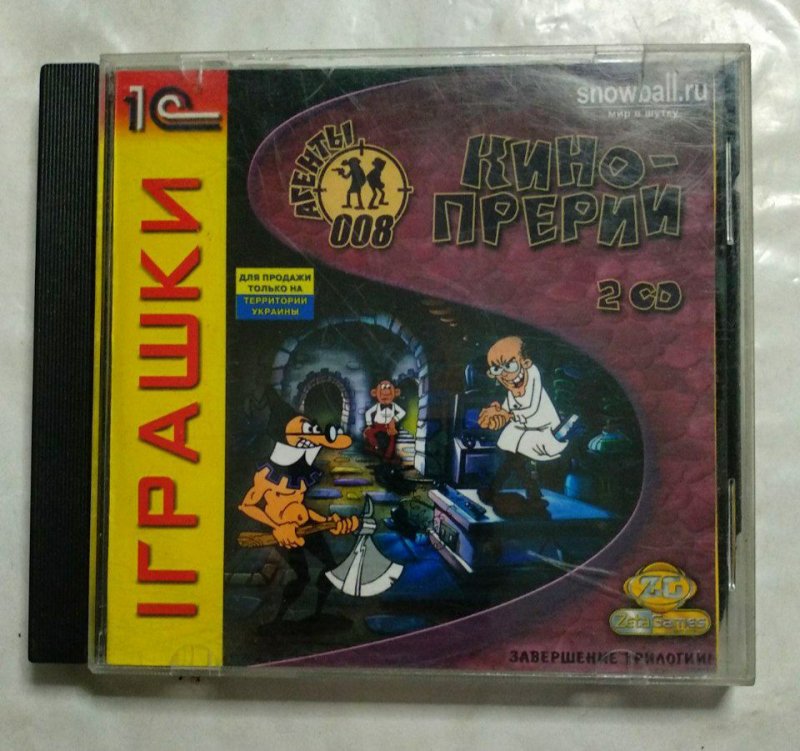 1С
ІГРАШКИ
snowball.ru
мир в шутку
АГЕНТЫ
008
КИНО-
ПРЕРИИ
2 CD
ДЛЯ ПРОДАЖИ
ТОЛЬКО НА
ТЕРРИТОРИИ
УКРАИНЫ
ZG
ZetaGames
ЗАВЕРШЕНИЕ ТРИЛОГИИ!